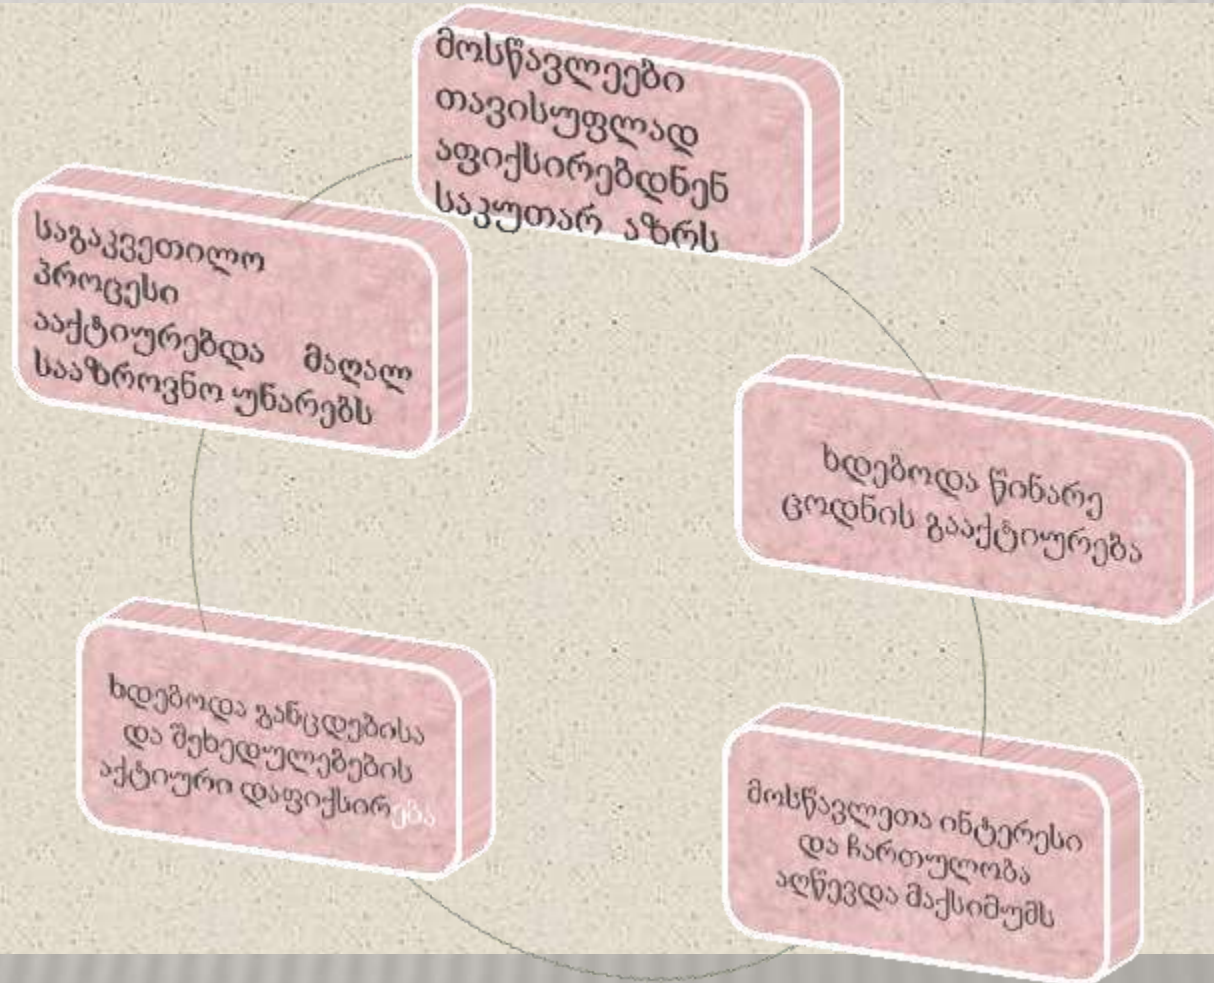 მოსწავლეები
თავისუფლად
აფიქსირებდნენ
საკუთარ აზრს
ხდებოდა წინარე
ცოდნის გააქტიურება
მოსწავლეთა ინტერესი
და ჩართულობა
აღწევდა მაქსიმუმს
ხდებოდა განცდებისა
და შეხედულებების
აქტიური დაფიქსირება
საგაკვეთილო
პროცესი
ააქტიურებდა მაღალ
სააზროვნო უნარებს